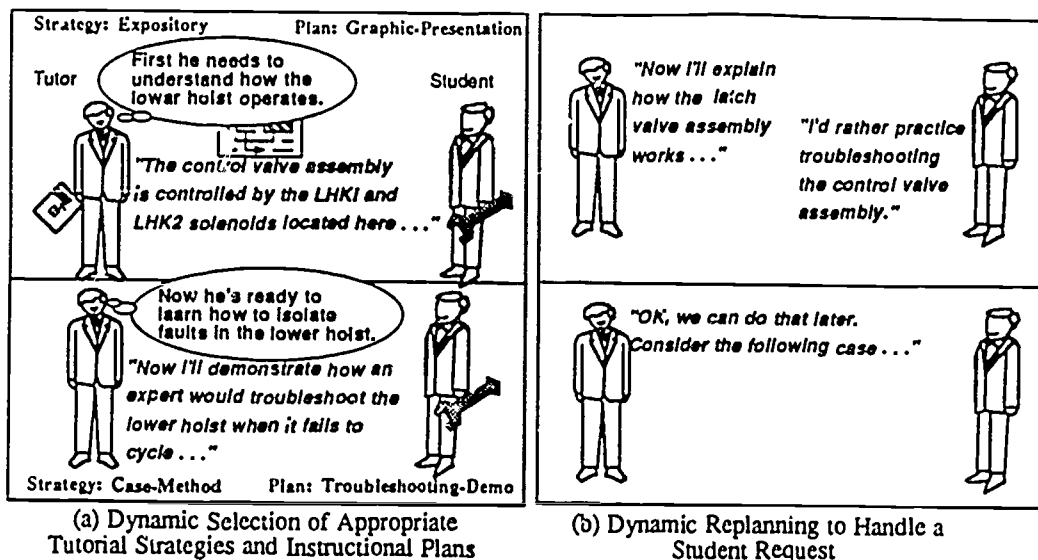 Strategy: Expository Plan: Graphic-Presentation
Tutor
First he needs to
understand how the
lowar hoist operates.
Student
"The control valve assembly
is controlled by the LHK1 and
LHK2 solenoids located here . . ."
Now he's ready to
laarn how to isolate
faults in the lower hoist.
"Now I'll demonstrate how an
expert would troubleshoot the
lower hoist when it fails to
cycle . . ."
Strategy: Case-Method Plan: Troubleshooting-Demo
(a) Dynamic Selection of Appropriate
Tutorial Strategies and Instructional Plans
"Now I'll explain
how the latch
valve assembly
works . . ."
"I'd rather practice
troubleshooting
the control valve
assembly."
"OK, we can do that later.
Consider the following case . . ."
(b) Dynamic Replanning to Handle a
Student Request